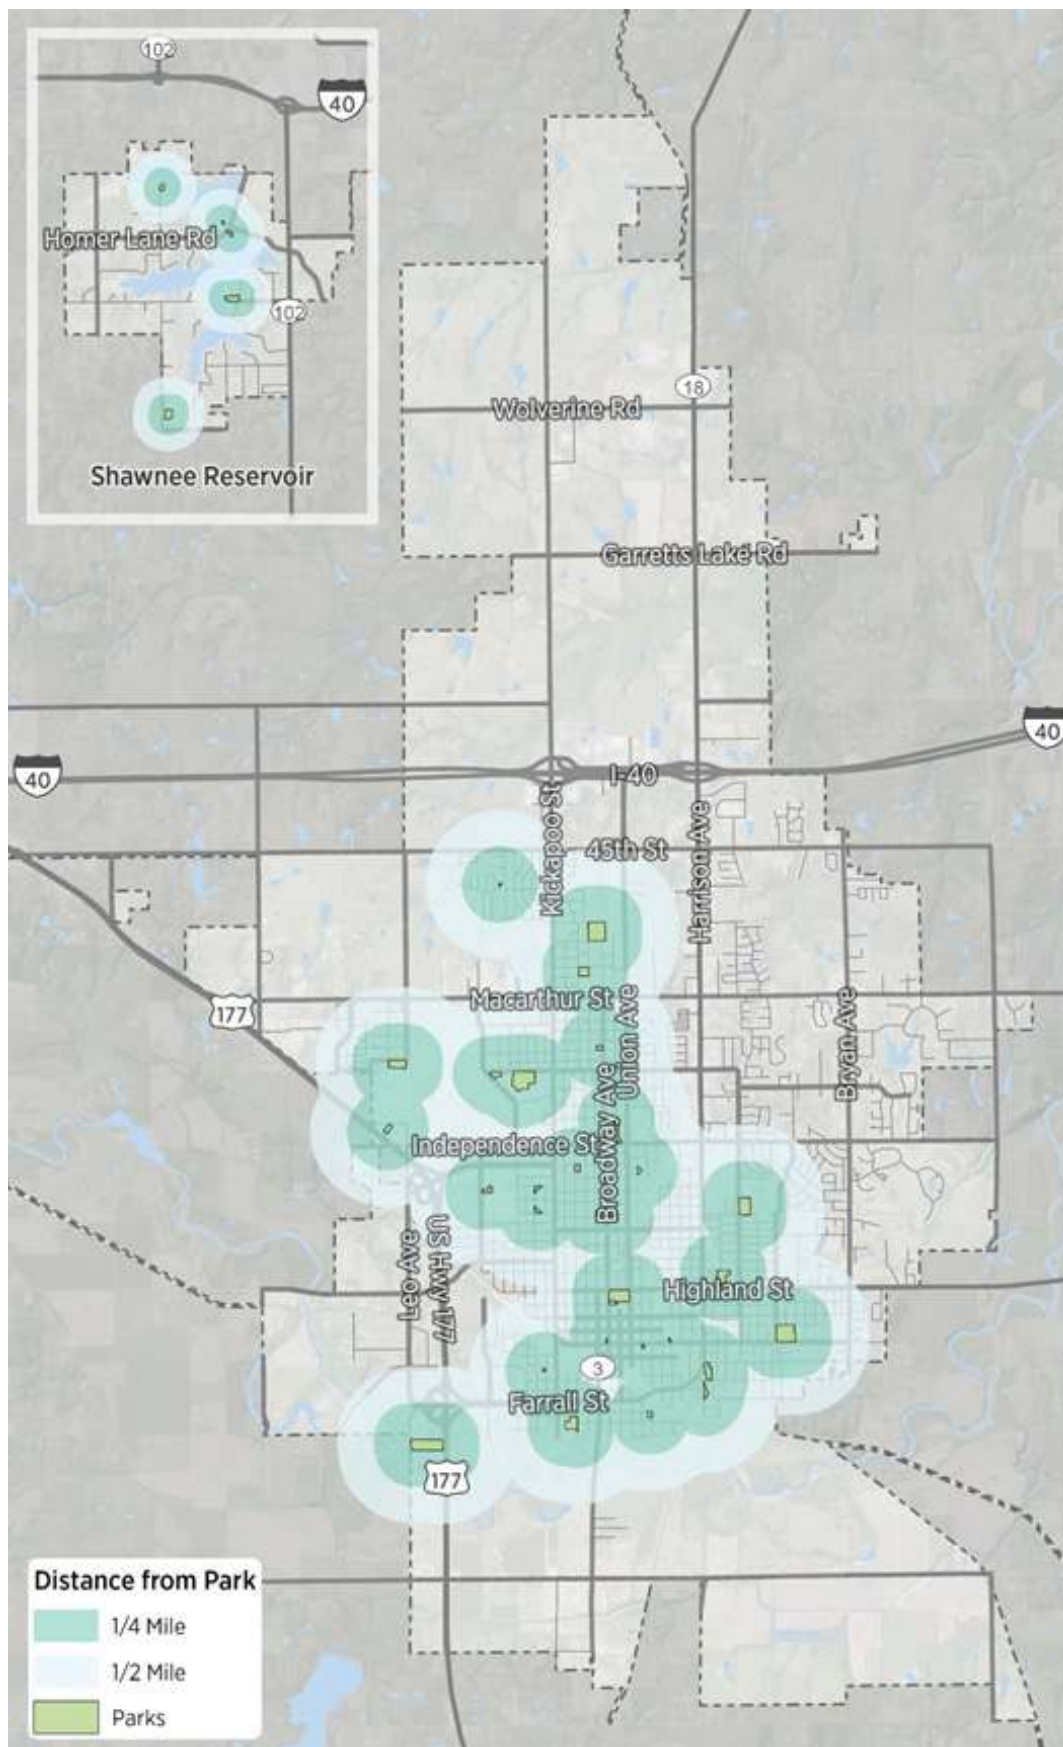 102
40
Homer Lane Rd
102
Shawnee Reservoir
18
Wolverine Rd
Garretts Lake Rd
40
40
I-40
Kickapoo St
45th St
Harrison Ave
Macarthur St
177
Union Ave
Bryan Ave
Broadway Ave
Independence St
Leo Ave
US Hwy 177
Highland St
3
Farrall St
177
Distance from Park
1/4 Mile
1/2 Mile
Parks